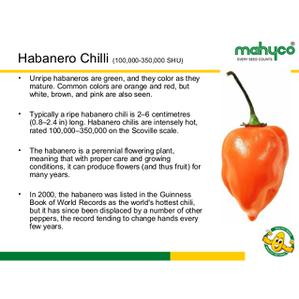 Habanero Chilli (100,000-350,000 SHU)
mahyco
EVERY SEED COUNTS
• Unripe habaneros are green, and they color as they
mature. Common colors are orange and red, but
white, brown, and pink are also seen.
• Typically a ripe habanero chili is 2–6 centimetres
(0.8–2.4 in) long. Habanero chilis are intensely hot,
rated 100,000–350,000 on the Scoville scale.
• The habanero is a perennial flowering plant,
meaning that with proper care and growing
conditions, it can produce flowers (and thus fruit) for
many years.
• In 2000, the habanero was listed in the Guinness
Book of World Records as the world's hottest chili,
but it has since been displaced by a number of other
peppers, the record tending to change hands every
few years.